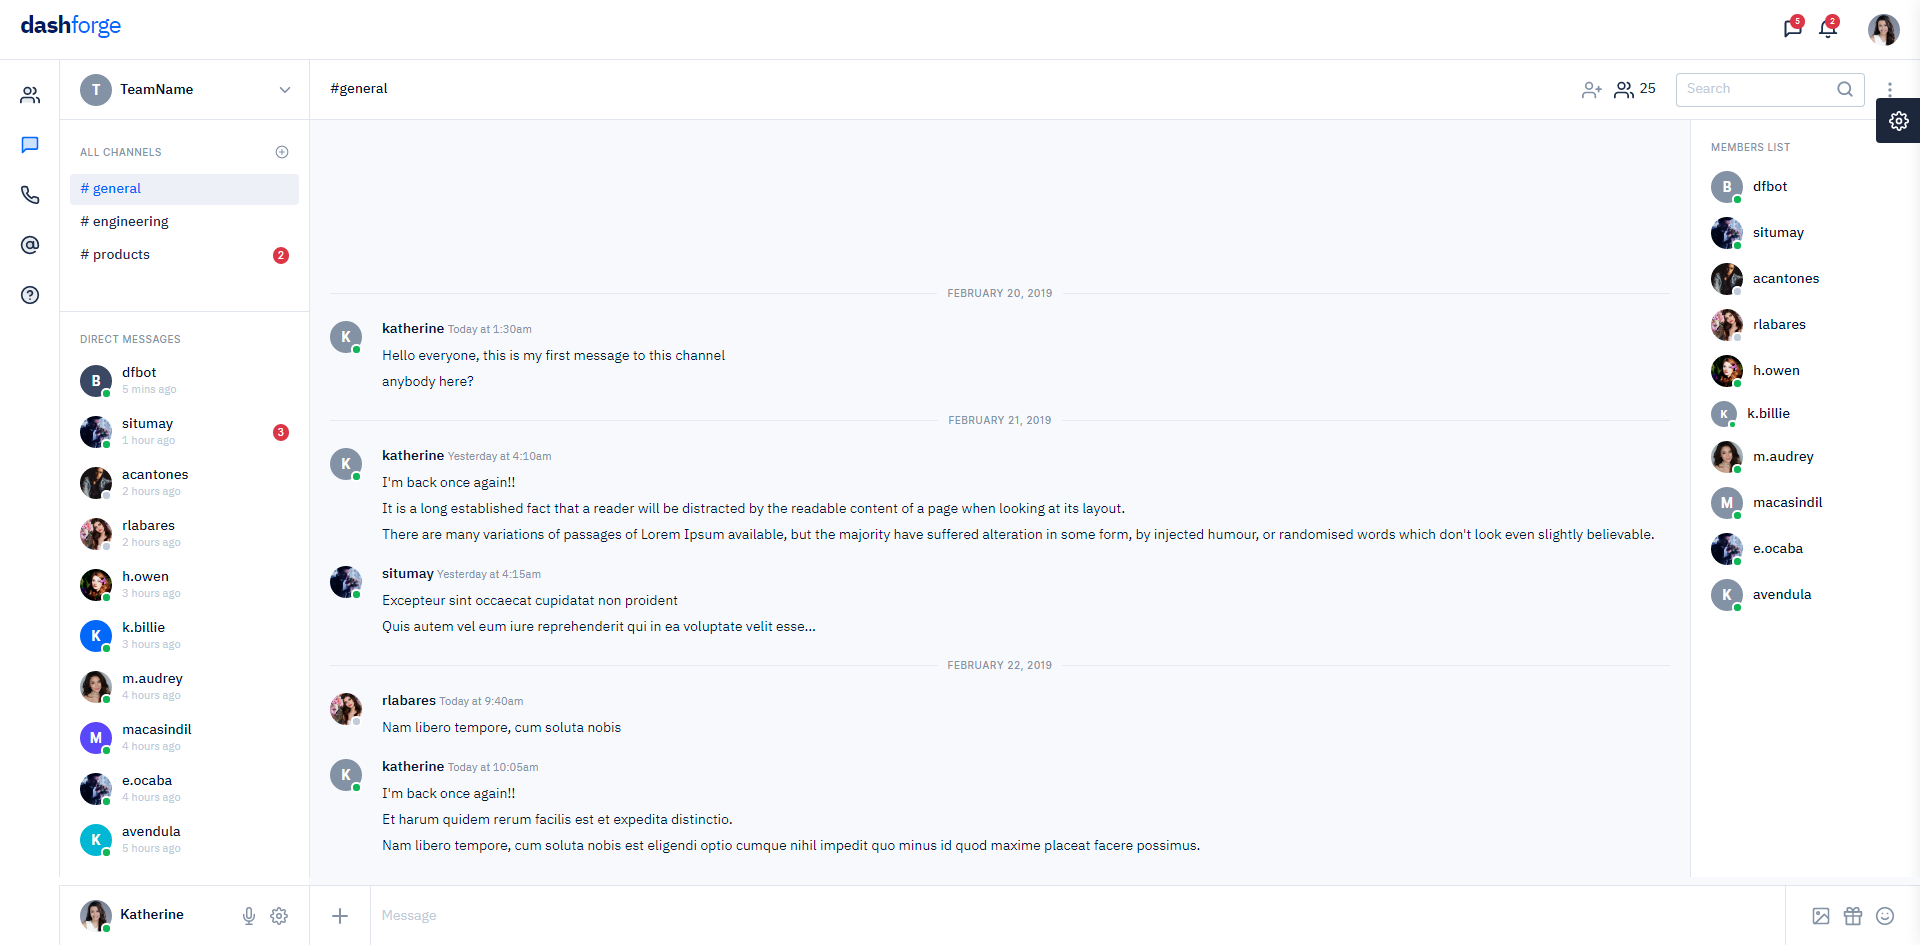 dashforge
5
2
T
TeamName
#general
25
Search
ALL CHANNELS
# general
# engineering
# products
2
DIRECT MESSAGES
B
dfbot
5 mins ago
situmay
1 hour ago
3
acantones
2 hours ago
rlabares
2 hours ago
h.owen
3 hours ago
K
k.billie
3 hours ago
m.audrey
4 hours ago
M
macasindil
4 hours ago
e.ocaba
4 hours ago
K
avendula
5 hours ago
Katherine
FEBRUARY 20, 2019
K
katherine Today at 1:30am
Hello everyone, this is my first message to this channel
anybody here?
FEBRUARY 21, 2019
K
katherine Yesterday at 4:10am
I'm back once again!!
It is a long established fact that a reader will be distracted by the readable content of a page when looking at its layout.
There are many variations of passages of Lorem Ipsum available, but the majority have suffered alteration in some form, by injected humour, or randomised words which don't look even slightly believable.
situmay Yesterday at 4:15am
Excepteur sint occaecat cupidatat non proident
Quis autem vel eum iure reprehenderit qui in ea voluptate velit esse...
FEBRUARY 22, 2019
rlabares Today at 9:40am
Nam libero tempore, cum soluta nobis
K
katherine Today at 10:05am
I'm back once again!!
Et harum quidem rerum facilis est et expedita distinctio.
Nam libero tempore, cum soluta nobis est eligendi optio cumque nihil impedit quo minus id quod maxime placeat facere possimus.
Message
MEMBERS LIST
B
dfbot
situmay
acantones
rlabares
h.owen
K
k.billie
m.audrey
M
macasindil
e.ocaba
K
avendula